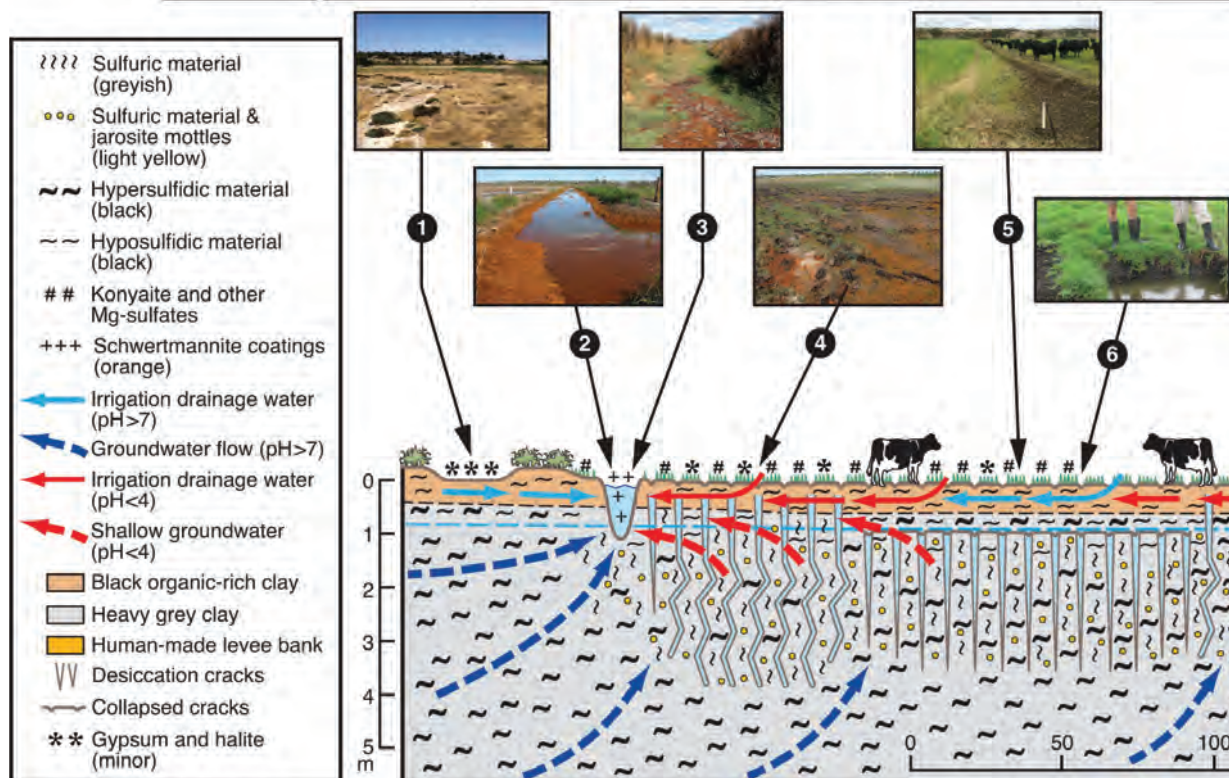 Sulfuric material
(greyish)
Sulfuric material &
jarosite mottles
(light yellow)
Hypersulfidic material
(black)
Hyposulfidic material
(black)
# # Konyaite and other
Mg-sulfates
+++ Schwertmannite coatings
(orange)
Irrigation drainage water
(pH>7)
Groundwater flow (pH>7)
Irrigation drainage water
(pH<4)
Shallow groundwater
(pH<4)
Black organic-rich clay
Heavy grey clay
Human-made levee bank
Desiccation cracks
Collapsed cracks
** Gypsum and halite
(minor)
1
2
3
4
5
6
***
# ++ # * # * # # * # # # * # # #
+
+
+
0
1
2
3
4
5
m
0 50 100